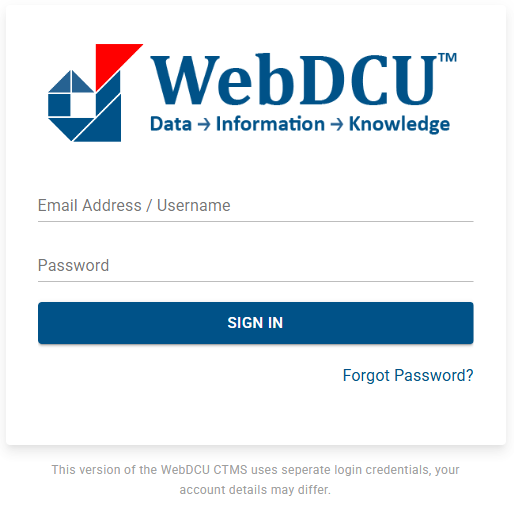 WebDCU™
Data → Information → Knowledge
Email Address / Username
Password
SIGN IN
Forgot Password?
This version of the WebDCU CTMS uses seperate login credentials, your
account details may differ.